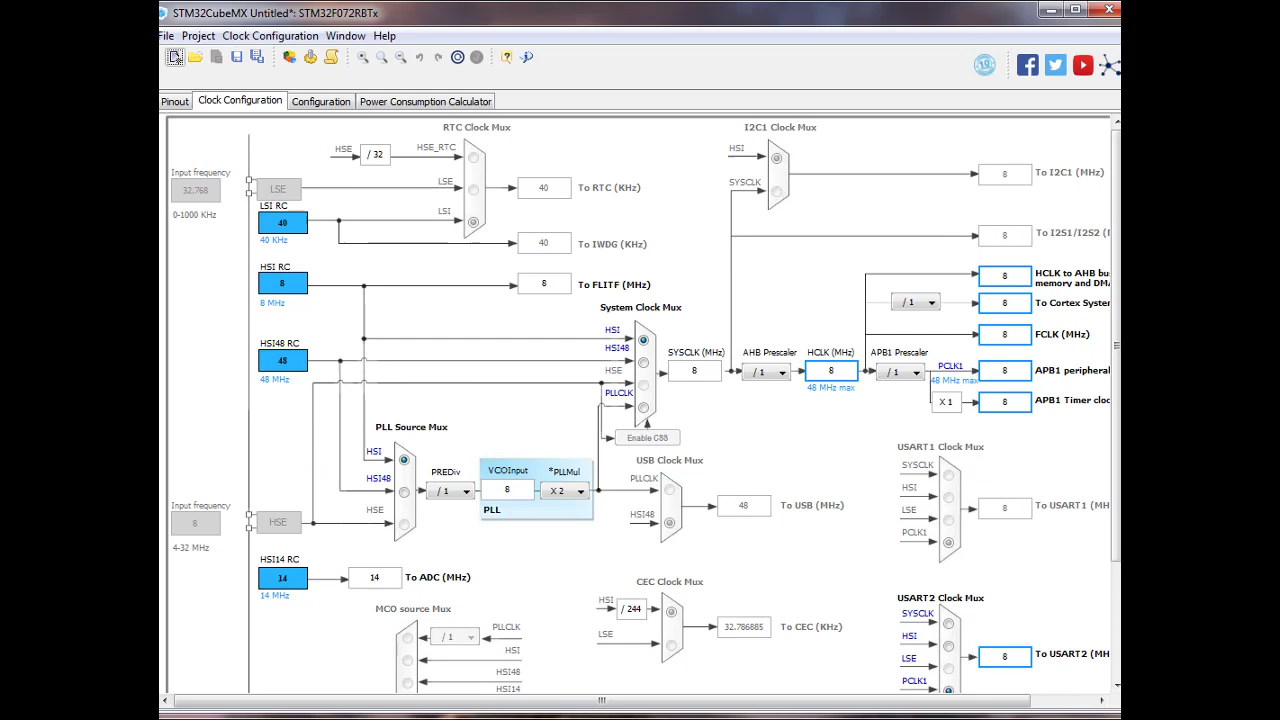 STM32CubeMX Untitled*: STM32F072RBTx
File Project Clock Configuration Window Help
10
Pinout Clock Configuration Configuration Power Consumption Calculator
RTC Clock Mux
I2C1 Clock Mux
HSE / 32 HSE_RTC
HSI
Input frequency
32.768
0-1000 KHz
LSE
LSE
40 To RTC (KHz)
SYSCLK
8 To I2C1 (MHz)
LSI RC
40
40 KHz
LSI
40 To IWDG (KHz)
8 To I2S1/I2S2 (
HSI RC
8
8 MHz
8 To FLITF (MHz)
8 HCLK to AHB bu
memory and DM
/ 1
8 To Cortex System
System Clock Mux
HSI
HSI48
HSE
PLLCLK
8 FCLK (MHz)
HSI48 RC
48
48 MHz
SYSCLK (MHz)
8
AHB Prescaler
/ 1
HCLK (MHz)
8
48 MHz max
APB1 Prescaler
/ 1
PCLK1
48 MHz max
8 APB1 peripheral
X 1
8 APB1 Timer cloc
Enable CSS
PLL Source Mux
HSI
HSI48
HSE
PREDiv
/ 1
VCOInput
8
*PLLMul
X 2
PLL
USB Clock Mux
PLLCLK
HSI48
48 To USB (MHz)
USART1 Clock Mux
SYSCLK
HSI
LSE
PCLK1
8 To USART1 (MH
Input frequency
8
4-32 MHz
HSE
HSI14 RC
14
14 MHz
14 To ADC (MHz)
CEC Clock Mux
HSI / 244
LSE
32.786885 To CEC (KHz)
MCO source Mux
PLLCLK
/ 1
HSI
HSI48
HSI14
USART2 Clock Mux
SYSCLK
HSI
LSE
PCLK1
8 To USART2 (MH